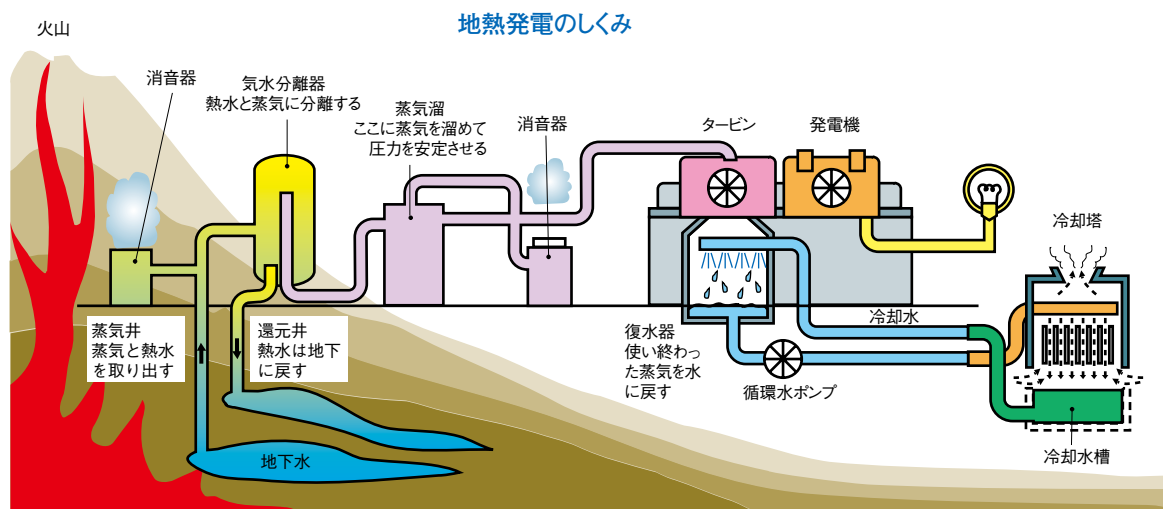 地熱発電のしくみ
火山
消音器
気水分離器
熱水と蒸気に分離する
蒸気溜
ここに蒸気を溜めて
圧力を安定させる
消音器
タービン
発電機
冷却塔
蒸気井
蒸気と熱水
を取り出す
還元井
熱水は地下
に戻す
地下水
復水器
使い終わっ
た蒸気を水
に戻す
冷却水
循環水ポンプ
冷却水槽